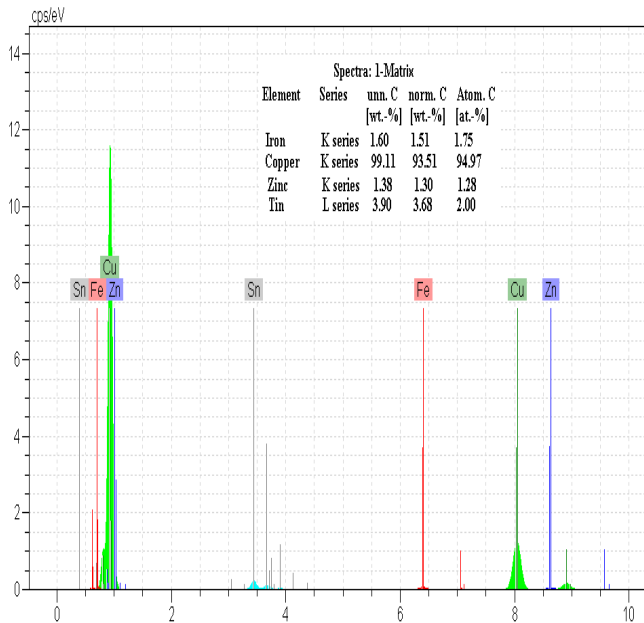 cps/eV
14
12
10
8
6
4
2
0
Spectra: 1-Matrix
Element Series unn. C norm. C Atom. C
[wt.-%] [wt.-%] [at.-%]
Iron K series 1.60 1.51 1.75
Copper K series 99.11 93.51 94.97
Zinc K series 1.38 1.30 1.28
Tin L series 3.90 3.68 2.00
Cu
Sn Fe Zn Sn Fe Cu Zn
0 2 4 6 8 10